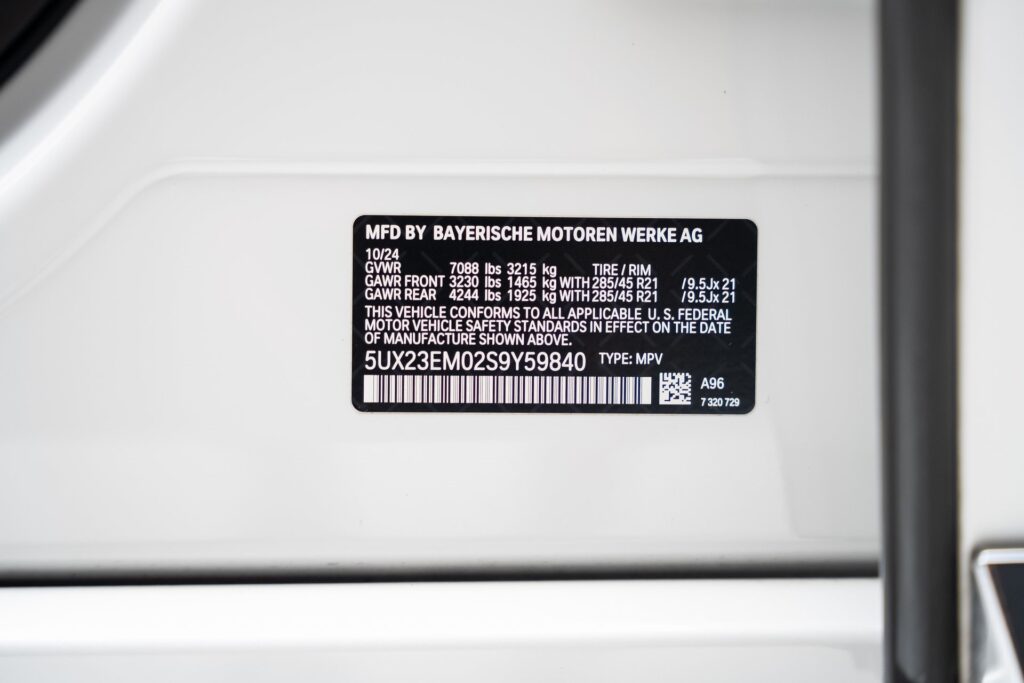 MFD BY BAYERISCHE MOTOREN WERKE AG
10/24
GVWR 7088 lbs 3215 kg TIRE / RIM
GAWR FRONT 3230 lbs 1465 kg WITH 285/45 R21 /9.5Jx 21
GAWR REAR 4244 lbs 1925 kg WITH 285/45 R21 /9.5Jx 21
THIS VEHICLE CONFORMS TO ALL APPLICABLE U. S. FEDERAL
MOTOR VEHICLE SAFETY STANDARDS IN EFFECT ON THE DATE
OF MANUFACTURE SHOWN ABOVE.
5UX23EM02S9Y59840 TYPE: MPV
A96
7 320 729